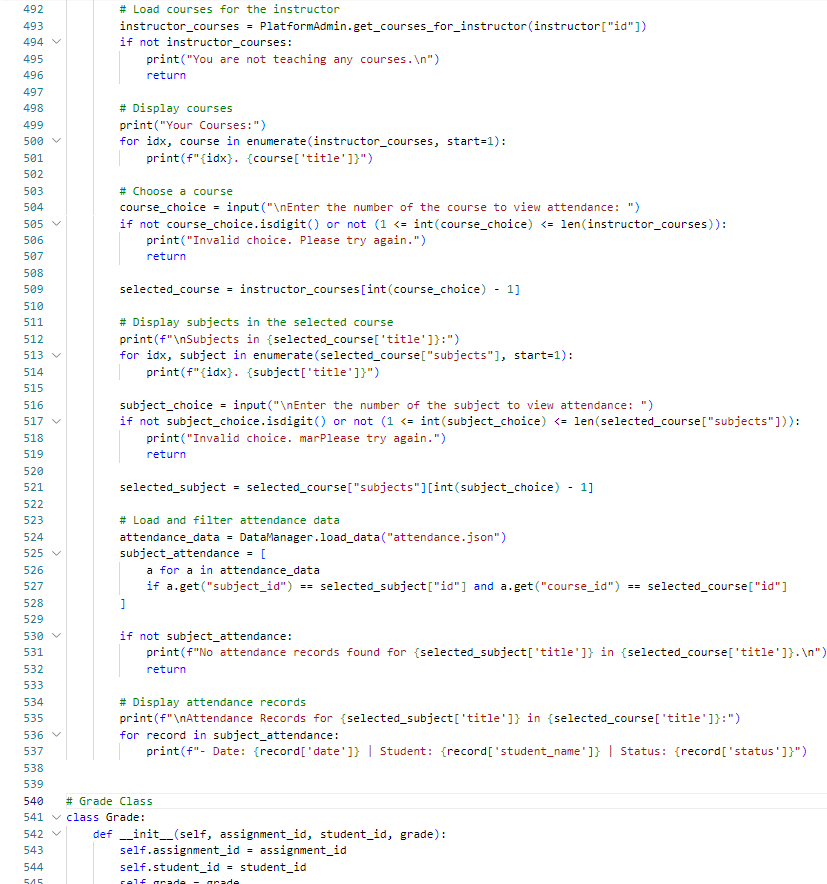 492 # Load courses for the instructor
493 instructor_courses = PlatformAdmin.get_courses_for_instructor(instructor["id"])
494 if not instructor_courses:
495 print("You are not teaching any courses.\n")
496 return
497
498 # Display courses
499 print("Your Courses:")
500 for idx, course in enumerate(instructor_courses, start=1):
501 print(f"{idx}. {course['title']}")
502
503 # Choose a course
504 course_choice = input("\nEnter the number of the course to view attendance: ")
505 if not course_choice.isdigit() or not (1 <= int(course_choice) <= len(instructor_courses)):
506 print("Invalid choice. Please try again.")
507 return
508
509 selected_course = instructor_courses[int(course_choice) - 1]
510
511 # Display subjects in the selected course
512 print(f"\nSubjects in {selected_course['title']}:")
513 for idx, subject in enumerate(selected_course["subjects"], start=1):
514 print(f"{idx}. {subject['title']}")
515
516 subject_choice = input("\nEnter the number of the subject to view attendance: ")
517 if not subject_choice.isdigit() or not (1 <= int(subject_choice) <= len(selected_course["subjects"])):
518 print("Invalid choice. marPlease try again.")
519 return
520
521 selected_subject = selected_course["subjects"][int(subject_choice) - 1]
522
523 # Load and filter attendance data
524 attendance_data = DataManager.load_data("attendance.json")
525 subject_attendance = [
526 a for a in attendance_data
527 if a.get("subject_id") == selected_subject["id"] and a.get("course_id") == selected_course["id"]
528 ]
529
530 if not subject_attendance:
531 print(f"No attendance records found for {selected_subject['title']} in {selected_course['title']}.\n")
532 return
533
534 # Display attendance records
535 print(f"\nAttendance Records for {selected_subject['title']} in {selected_course['title']}:")
536 for record in subject_attendance:
537 print(f"- Date: {record['date']} | Student: {record['student_name']} | Status: {record['status']}")
538
539
540 # Grade Class
541 class Grade:
542 def __init__(self, assignment_id, student_id, grade):
543 self.assignment_id = assignment_id
544 self.student_id = student_id
545 self.grade = grade